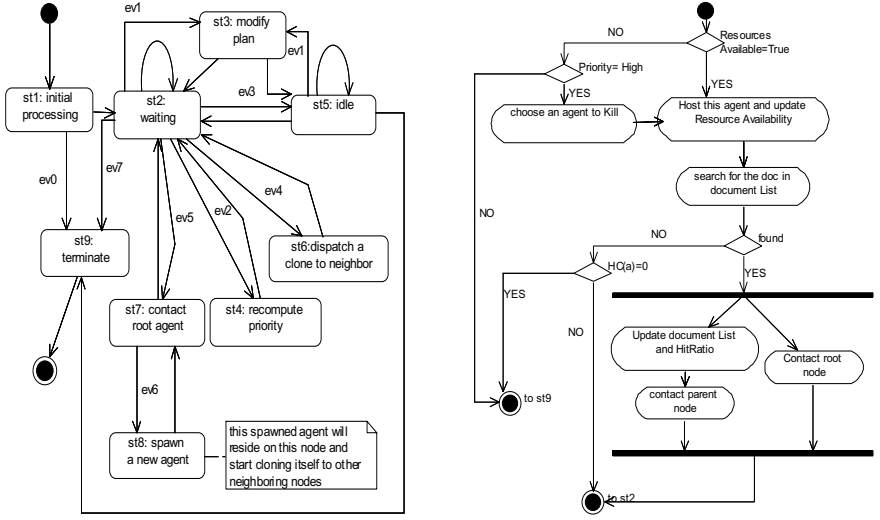 ev1
st3: modify
plan
ev1
st2:
waiting
ev3
st5: idle
st1: initial
processing
ev0
ev7
st9:
terminate
ev5
ev2
ev4
st6:dispatch a
clone to neighbor
st7: contact
root agent
st4: recompute
priority
ev6
st8: spawn
a new agent
this spawned agent will
reside on this node and
start cloning itself to other
neighboring nodes
NO
Resources
Available=True
Priority= High
YES
YES
choose an agent to Kill
Host this agent and update
Resource Availability
search for the doc in
document List
NO
NO
found
HC(a)=0
YES
YES
NO
Update document List
and HitRatio
Contact root
node
contact parent
node
to st9
to st2